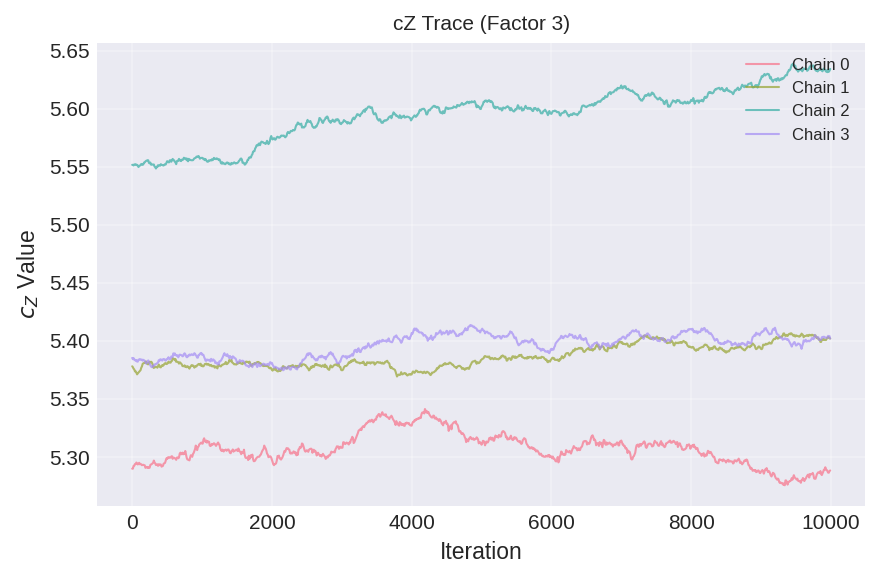 cZ Trace (Factor 3)
5.65
5.60
5.55
5.50
5.45
5.40
5.35
5.30
c_Z Value
Chain 0
Chain 1
Chain 2
Chain 3
0
2000
4000
6000
8000
10000
Iteration